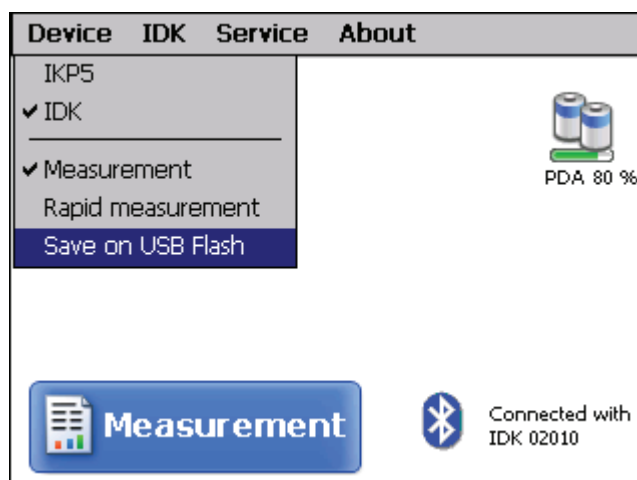 Device IDK Service About
IKP5
IDK
Measurement
Rapid measurement
Save on USB Flash
PDA 80 %
Measurement
Connected with
IDK 02010